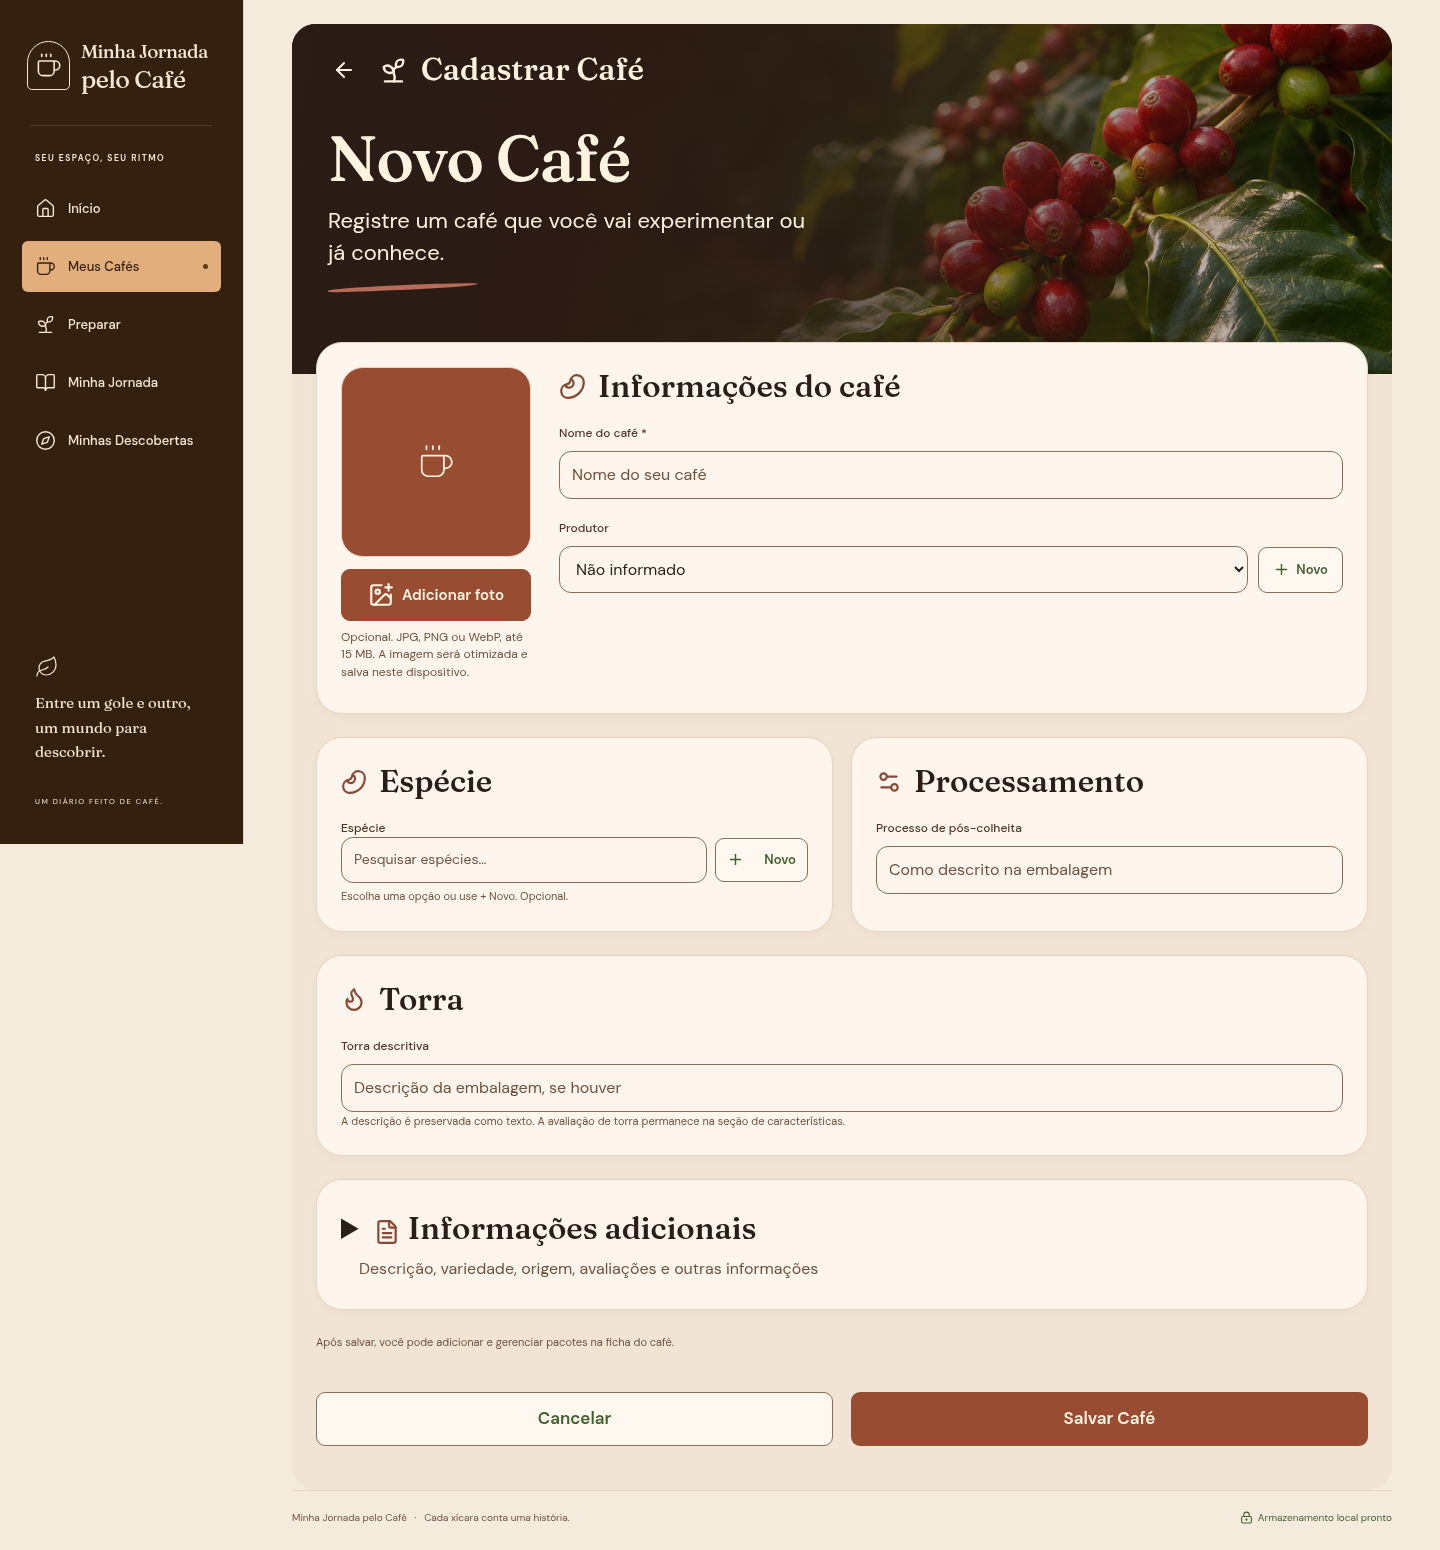 Minha Jornada
pelo Café
SEU ESPAÇO, SEU RITMO
Início
Meus Cafés
Preparar
Minha Jornada
Minhas Descobertas
Entre um gole e outro,
um mundo para
descobrir.
UM DIÁRIO FEITO DE CAFÉ.
Cadastrar Café
Novo Café
Registre um café que você vai experimentar ou
já conhece.
Adicionar foto
Opcional. JPG, PNG ou WebP, até
15 MB. A imagem será otimizada e
salva neste dispositivo.
Informações do café
Nome do café *
Nome do seu café
Produtor
Não informado
Novo
Espécie
Espécie
Pesquisar espécies...
Novo
Escolha uma opção ou use + Novo. Opcional.
Processamento
Processo de pós-colheita
Como descrito na embalagem
Torra
Torra descritiva
Descrição da embalagem, se houver
A descrição é preservada como texto. A avaliação de torra permanece na seção de características.
Informações adicionais
Descrição, variedade, origem, avaliações e outras informações
Após salvar, você pode adicionar e gerenciar pacotes na ficha do café.
Cancelar
Salvar Café
Minha Jornada pelo Café · Cada xícara conta uma história.
Armazenamento local pronto